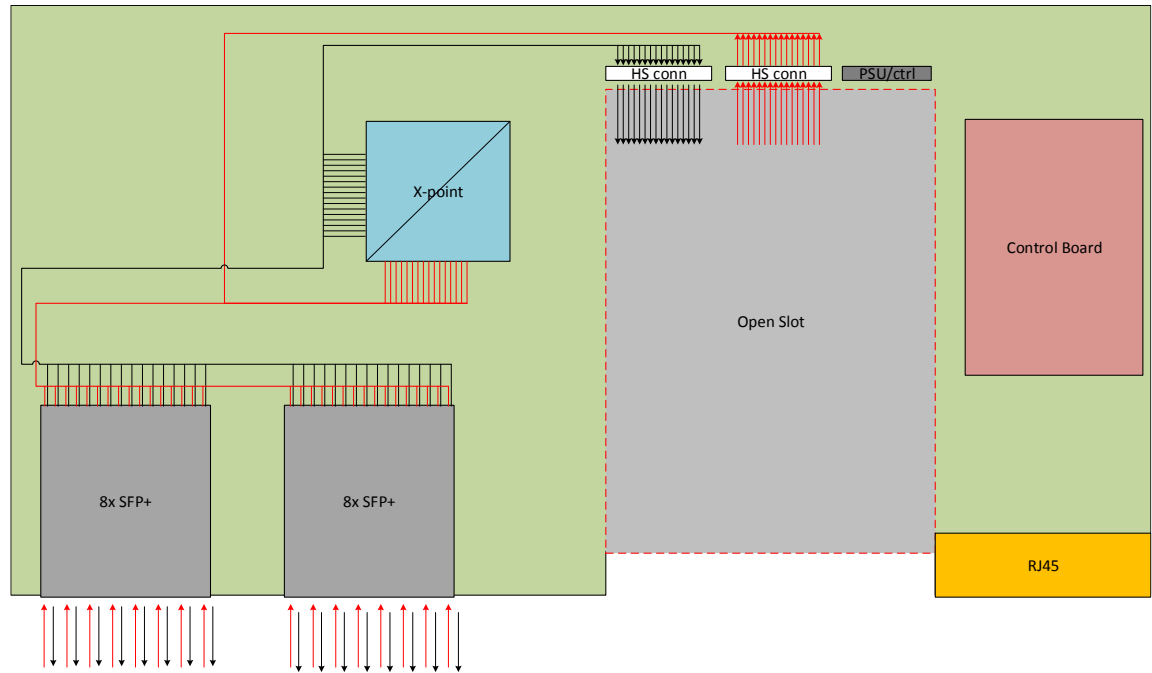 HS conn
HS conn
PSU/ctrl
X-point
Control Board
Open Slot
8x SFP+
8x SFP+
RJ45